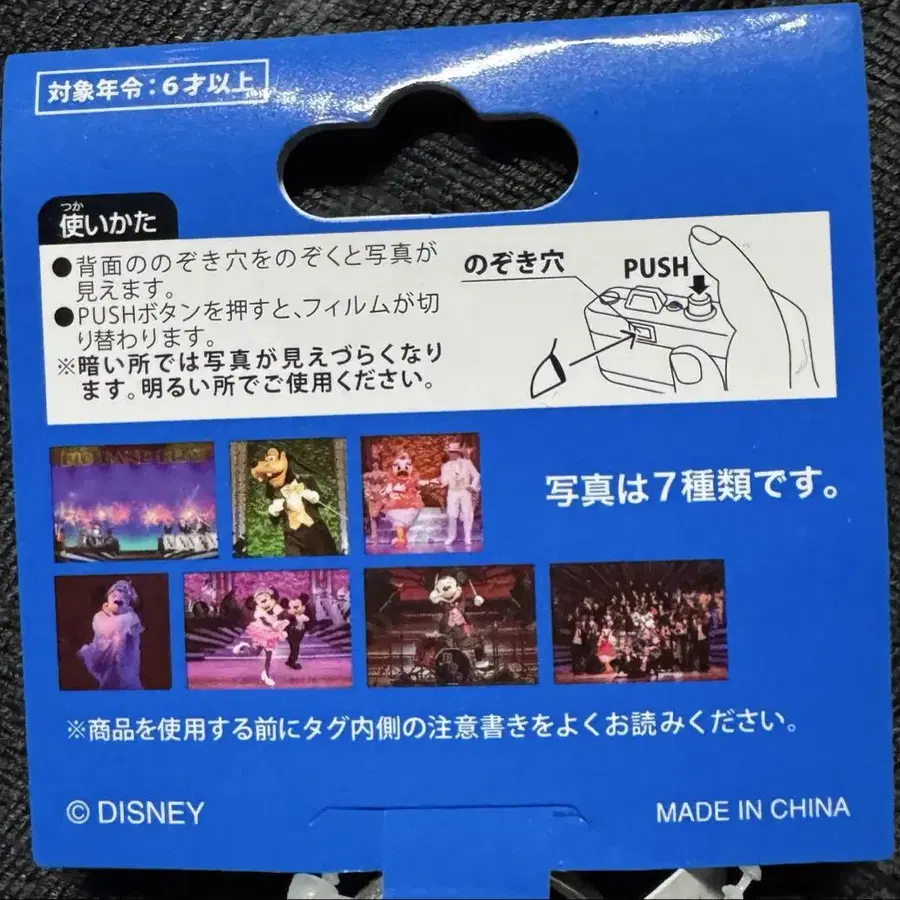 対象年令：6才以上
つか
使いかた
●背面ののぞき穴をのぞくと写真が
見えます。
●PUSHボタンを押すと、フィルムが切
り替わります。
※暗い所では写真が見えづらくなり
ます。明るい所でご使用ください。
のぞき穴
PUSH
写真は7種類です。
※商品を使用する前にタグ内側の注意書きをよくお読みください。
© DISNEY
MADE IN CHINA